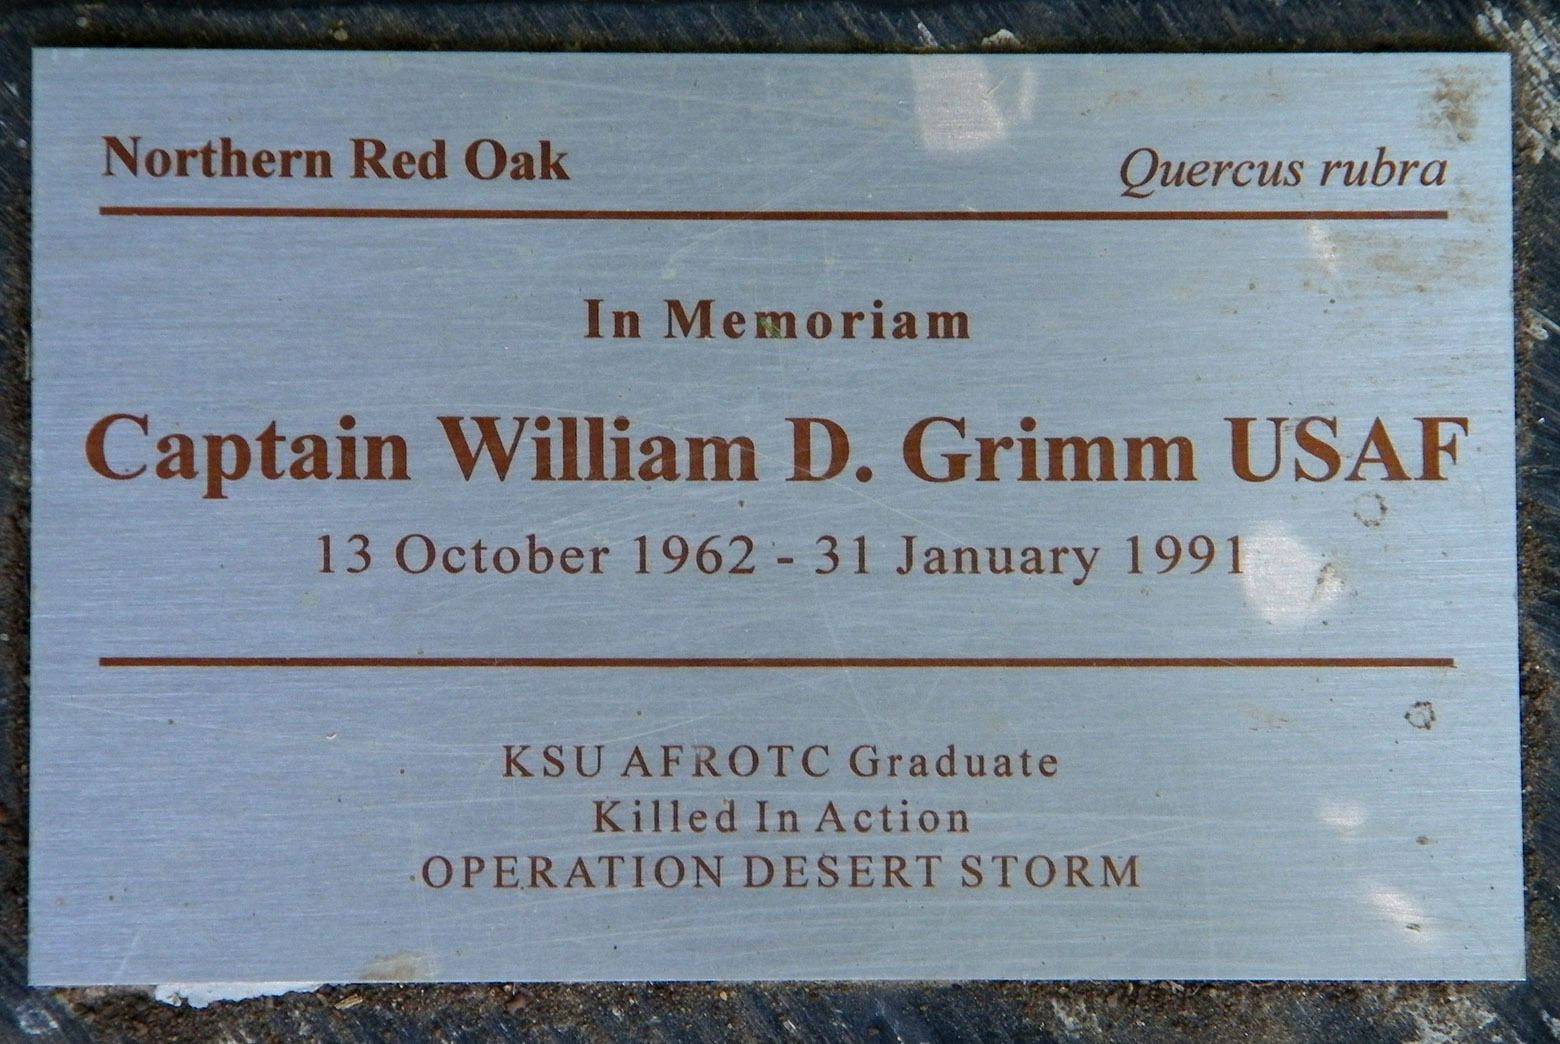 Northern Red Oak Quercus rubra
In Memoriam
Captain William D. Grimm USAF
13 October 1962 - 31 January 1991
KSU AFROTC Graduate
Killed In Action
OPERATION DESERT STORM